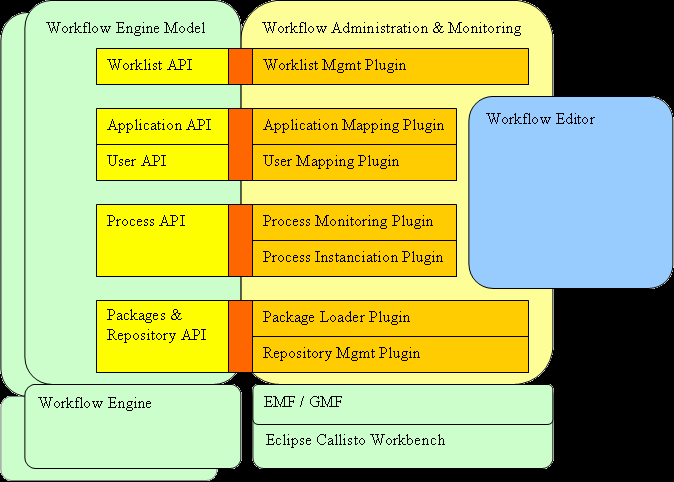 Workflow Engine Model
Workflow Administration & Monitoring
Worklist API
Worklist Mgmt Plugin
Application API
Application Mapping Plugin
Workflow Editor
User API
User Mapping Plugin
Process API
Process Monitoring Plugin
Process Instanciation Plugin
Packages &
Repository API
Package Loader Plugin
Repository Mgmt Plugin
Workflow Engine
EMF / GMF
Eclipse Callisto Workbench